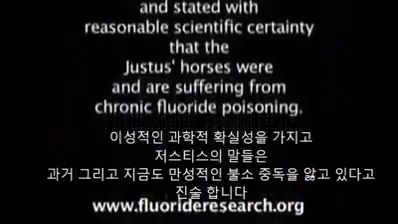 and stated with
reasonable scientific certainty
that the
Justus' horses were
and are suffering from
chronic fluoride poisoning.
이성적인 과학적 확실성을 가지고
저스티스의 말들은
과거 그리고 지금도 만성적인 불소 중독을 앓고 있다고
진술 합니다
www.fluorideresearch.org